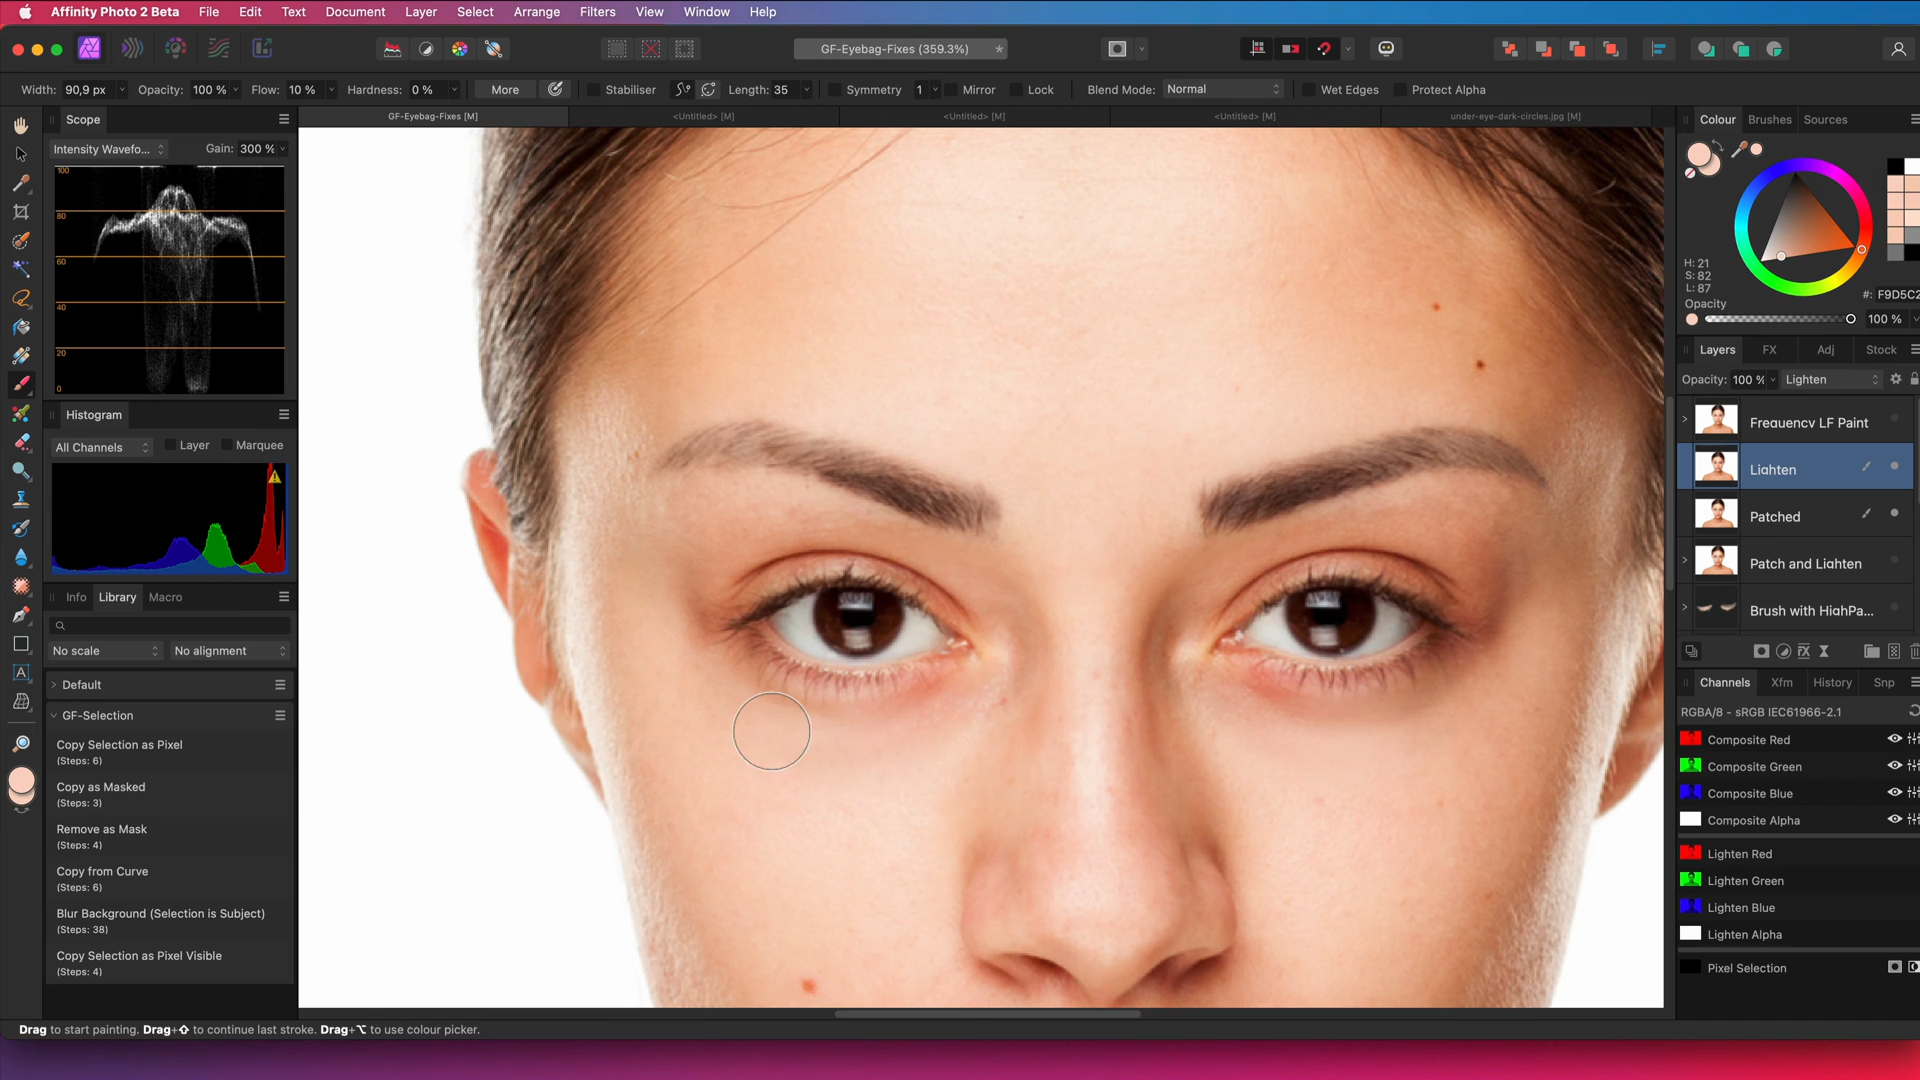 Affinity Photo 2 Beta File Edit Text Document Layer Select Arrange Filters View Window Help
GF-Eyebag-Fixes (359.3%) *
Width: 90,9 px Opacity: 100 % Flow: 10 % Hardness: 0 % More Stabiliser Length: 35 Symmetry 1 Mirror Lock Blend Mode: Normal Wet Edges Protect Alpha
GF-Eyebag-Fixes [M] <Untitled> [M] <Untitled> [M] <Untitled> [M] under-eye-dark-circles.jpg [M]
Scope
Intensity Wavefo... Gain: 300 %
100
80
60
40
20
0
Histogram
All Channels Layer Marquee
Info Library Macro
No scale No alignment
Default
GF-Selection
Copy Selection as Pixel
(Steps: 6)
Copy as Masked
(Steps: 3)
Remove as Mask
(Steps: 4)
Copy from Curve
(Steps: 6)
Blur Background (Selection is Subject)
(Steps: 38)
Copy Selection as Pixel Visible
(Steps: 4)
Colour Brushes Sources
H: 21
S: 82
L: 87
#: F9D5C2
Opacity
100 %
Layers FX Adj Stock
Opacity: 100 % Lighten
Frequency LF Paint
Lighten
Patched
Patch and Lighten
Brush with HighPa...
Channels Xfm History Snp
RGBA/8 - sRGB IEC61966-2.1
Composite Red
Composite Green
Composite Blue
Composite Alpha
Lighten Red
Lighten Green
Lighten Blue
Lighten Alpha
Pixel Selection
Drag to start painting. Drag+⇧ to continue last stroke. Drag+⌥ to use colour picker.